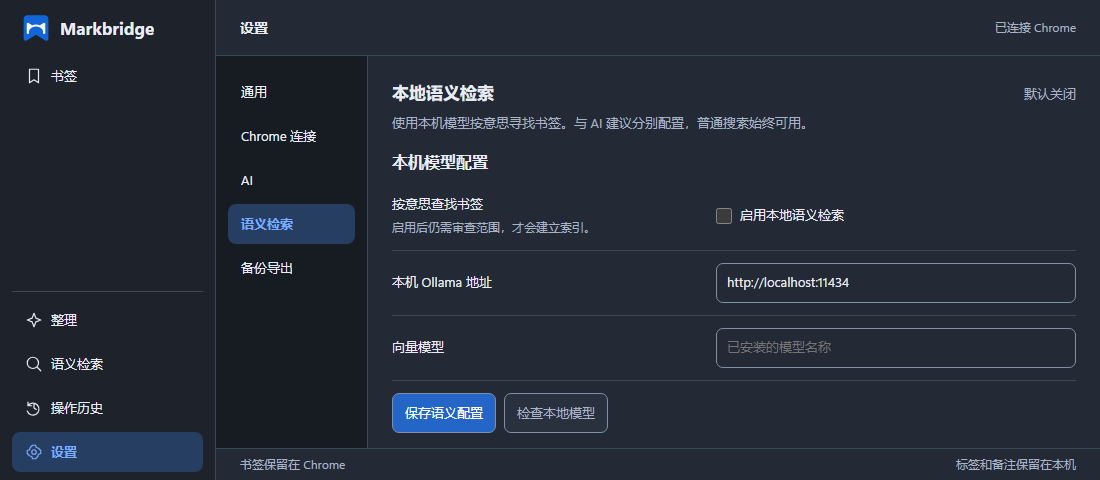 Markbridge
书签
整理
语义检索
操作历史
设置
设置
已连接 Chrome
通用
Chrome 连接
AI
语义检索
备份导出
本地语义检索
默认关闭
使用本机模型按意思寻找书签。与 AI 建议分别配置，普通搜索始终可用。
本机模型配置
按意思查找书签
启用后仍需审查范围，才会建立索引。
启用本地语义检索
本机 Ollama 地址
http://localhost:11434
向量模型
已安装的模型名称
保存语义配置
检查本地模型
书签保留在 Chrome
标签和备注保留在本机